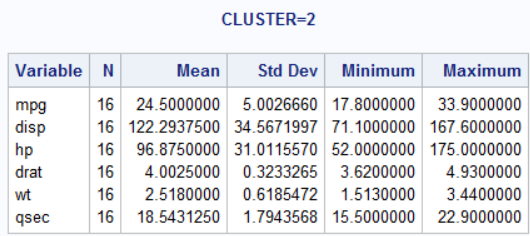 CLUSTER=2
Variable N Mean Std Dev Minimum Maximum
mpg 16 24.5000000 5.0026660 17.8000000 33.9000000
disp 16 122.2937500 34.5671997 71.1000000 167.6000000
hp 16 96.8750000 31.0115570 52.0000000 175.0000000
drat 16 4.0025000 0.3233265 3.6200000 4.9300000
wt 16 2.5180000 0.6185472 1.5130000 3.4400000
qsec 16 18.5431250 1.7943568 15.5000000 22.9000000